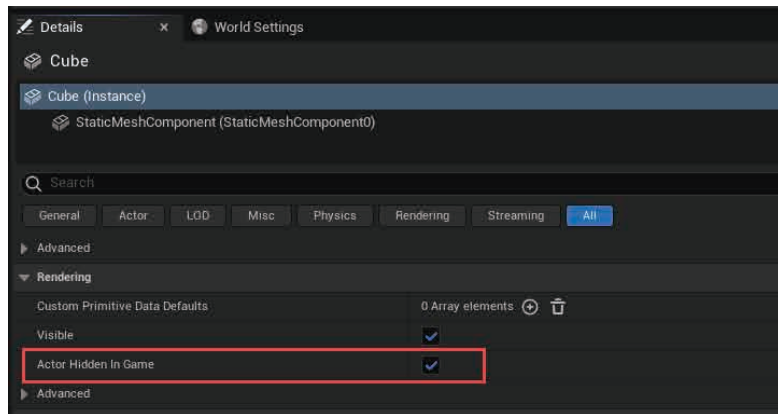 Details × World Settings
Cube
Cube (Instance)
StaticMeshComponent (StaticMeshComponent0)
Search
General Actor LOD Misc Physics Rendering Streaming All
Advanced
Rendering
Custom Primitive Data Defaults 0 Array elements
Visible
Actor Hidden In Game
Advanced